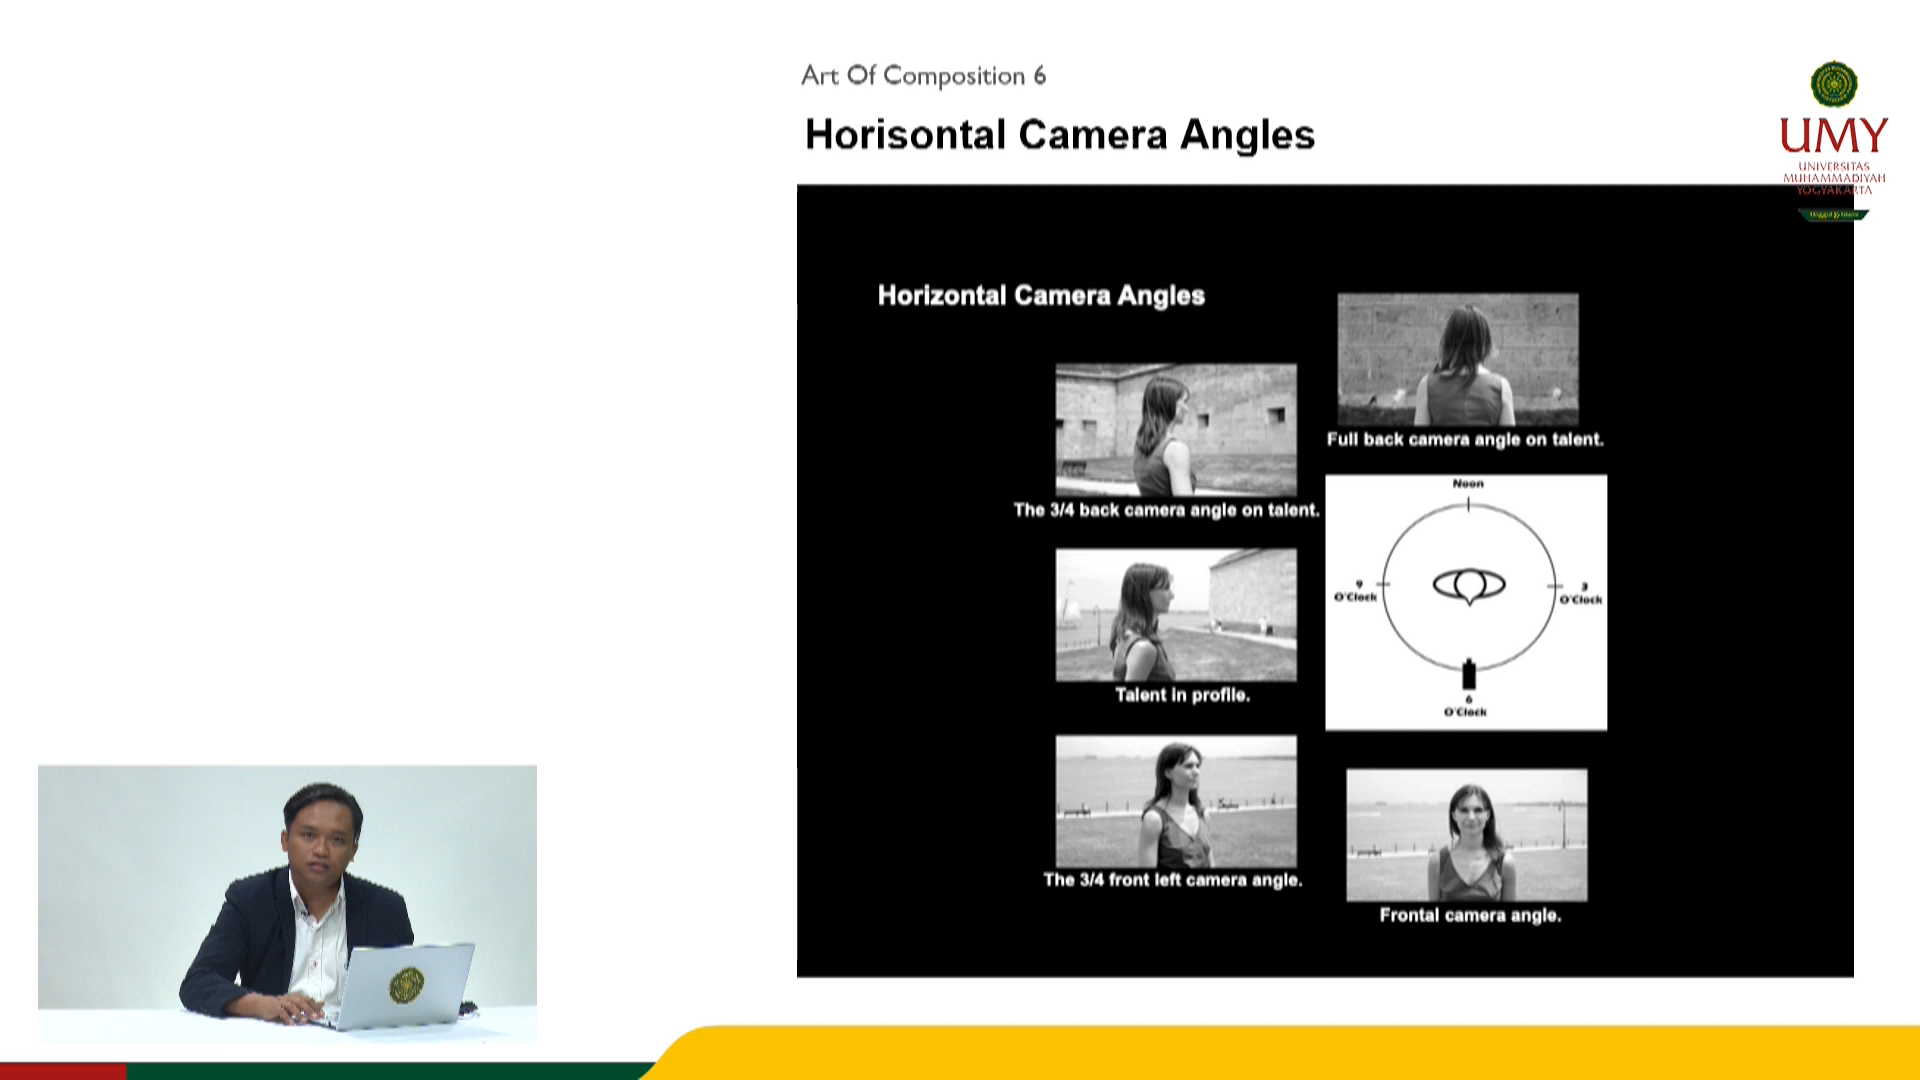 Art Of Composition 6
Horisontal Camera Angles
UMY
UNIVERSITAS
MUHAMMADIYAH
YOGYAKARTA
Unggul & Islami
Horizontal Camera Angles
Full back camera angle on talent.
The 3/4 back camera angle on talent.
Noon
9
O'Clock
3
O'Clock
6
O'Clock
Talent in profile.
The 3/4 front left camera angle.
Frontal camera angle.